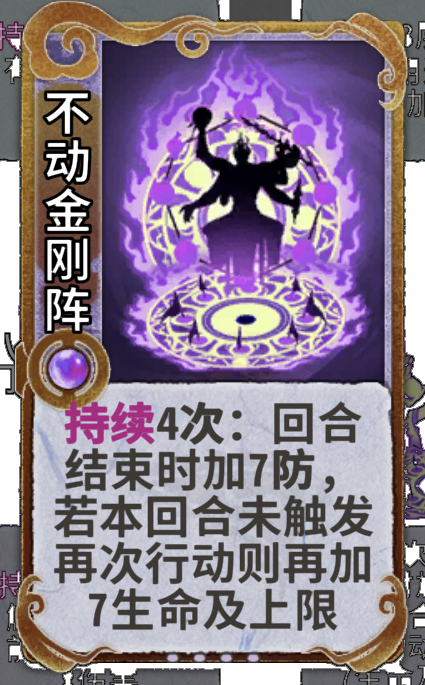 不动金刚阵
持续4次：回合
结束时加7防，
若本回合未触发
再次行动则再加
7生命及上限